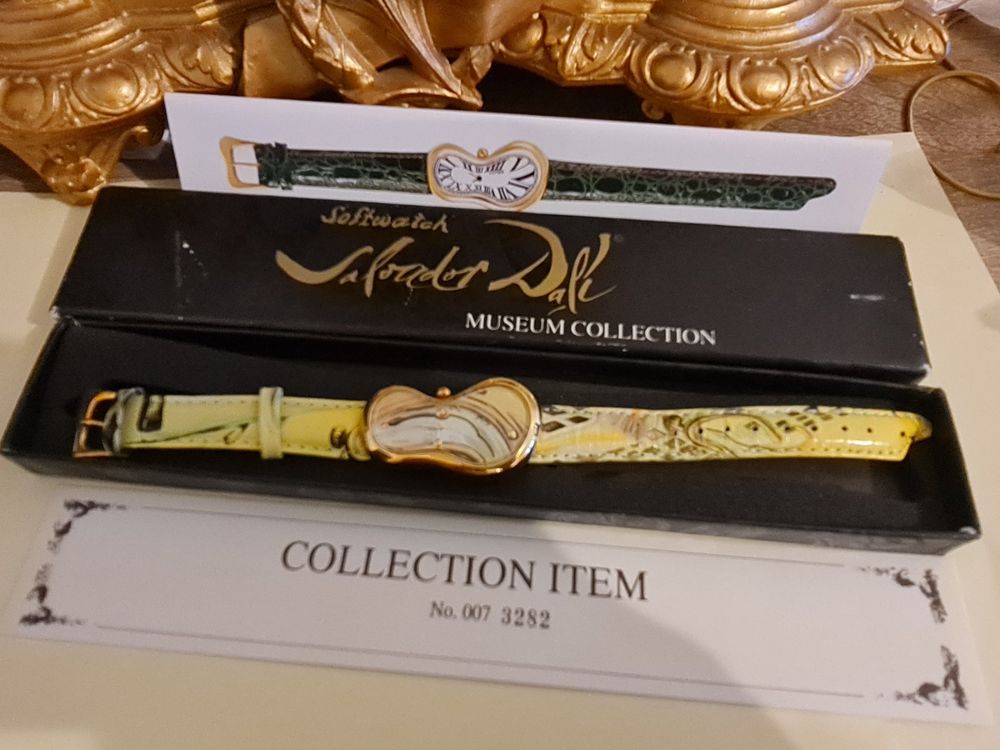 Softwatch
Salvador Dalí
MUSEUM COLLECTION
COLLECTION ITEM
No. 007 3282